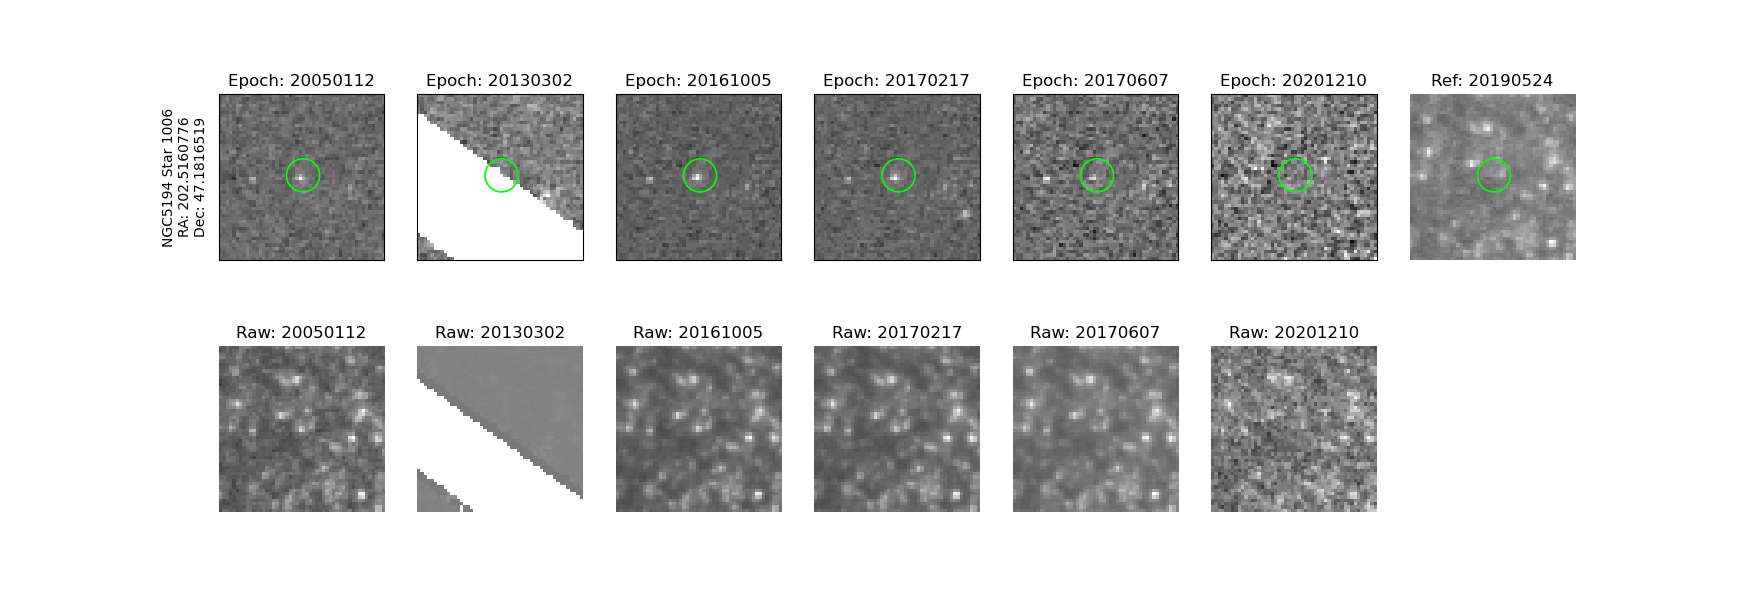 Epoch: 20050112
Epoch: 20130302
Epoch: 20161005
Epoch: 20170217
Epoch: 20170607
Epoch: 20201210
Ref: 20190524
NGC5194 Star 1006
RA: 202.5160776
Dec: 47.18816519
Raw: 20050112
Raw: 20130302
Raw: 20161005
Raw: 20170217
Raw: 20170607
Raw: 20201210